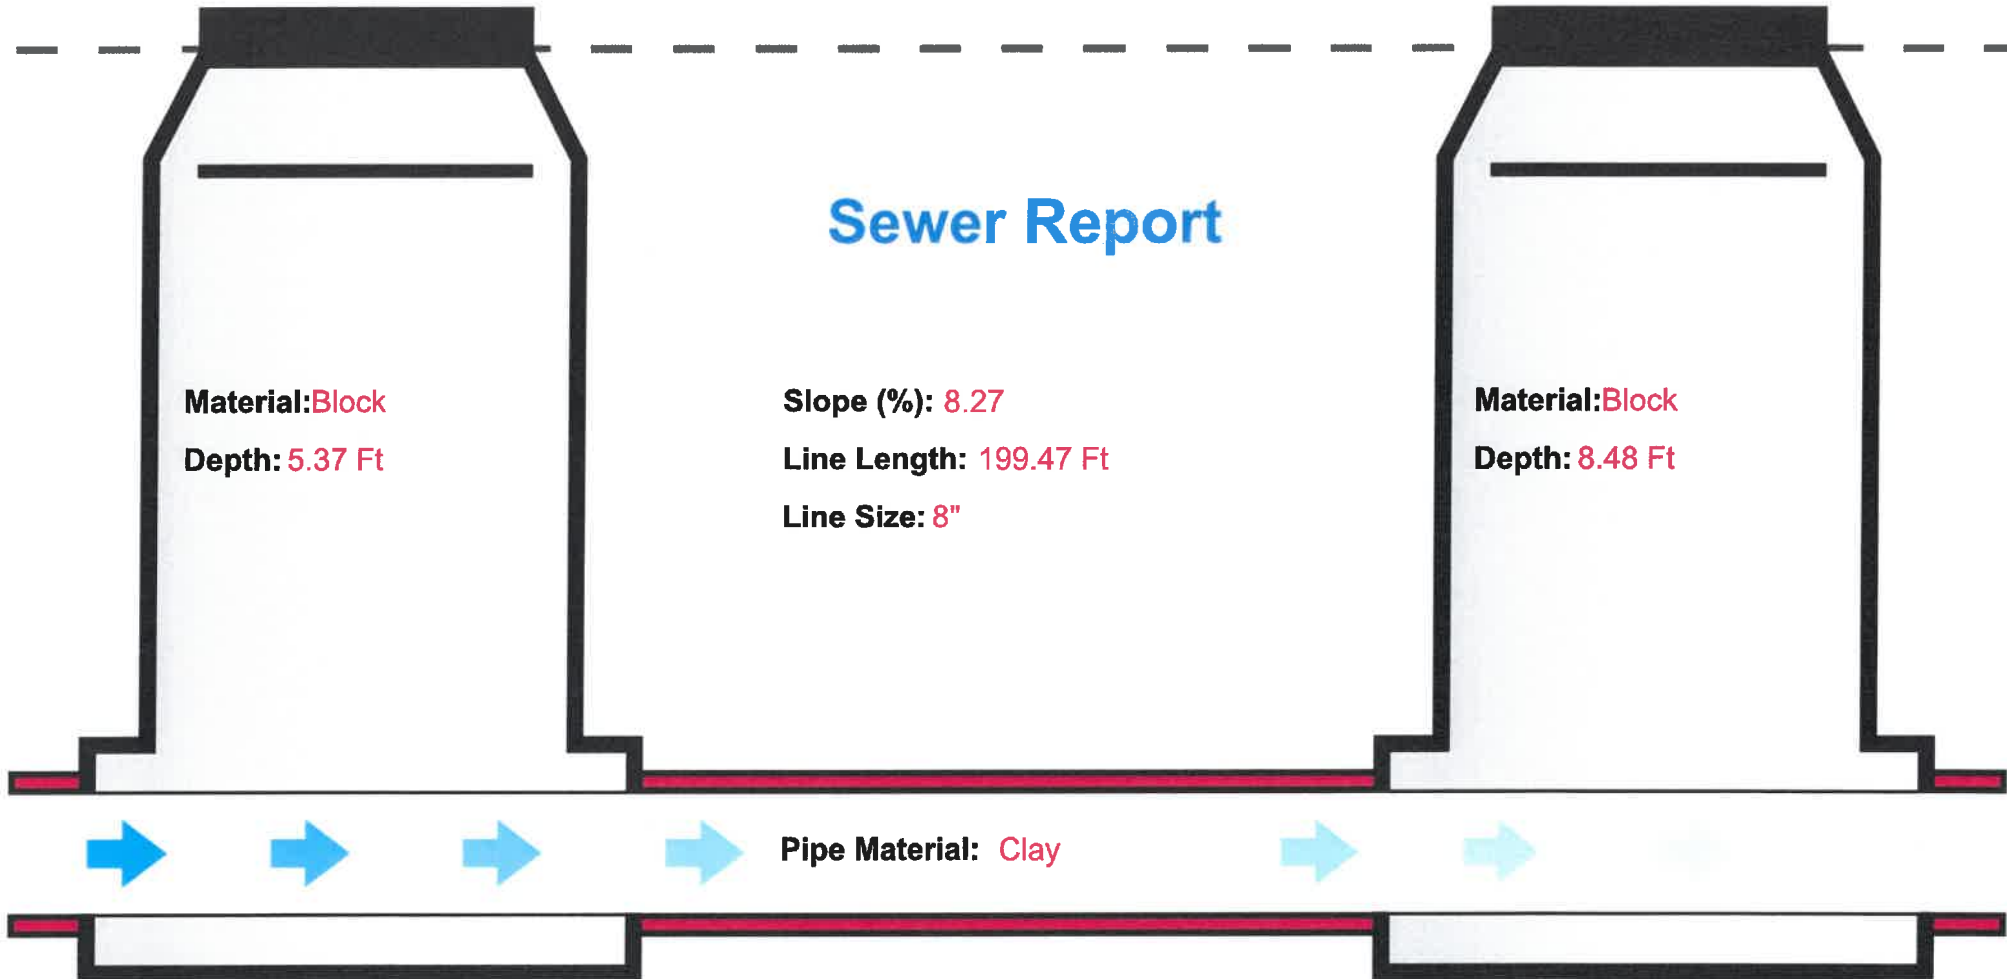 Sewer Report
Material:Block
Depth: 5.37 Ft
Slope (%): 8.27
Line Length: 199.47 Ft
Line Size: 8"
Material:Block
Depth: 8.48 Ft
Pipe Material: Clay